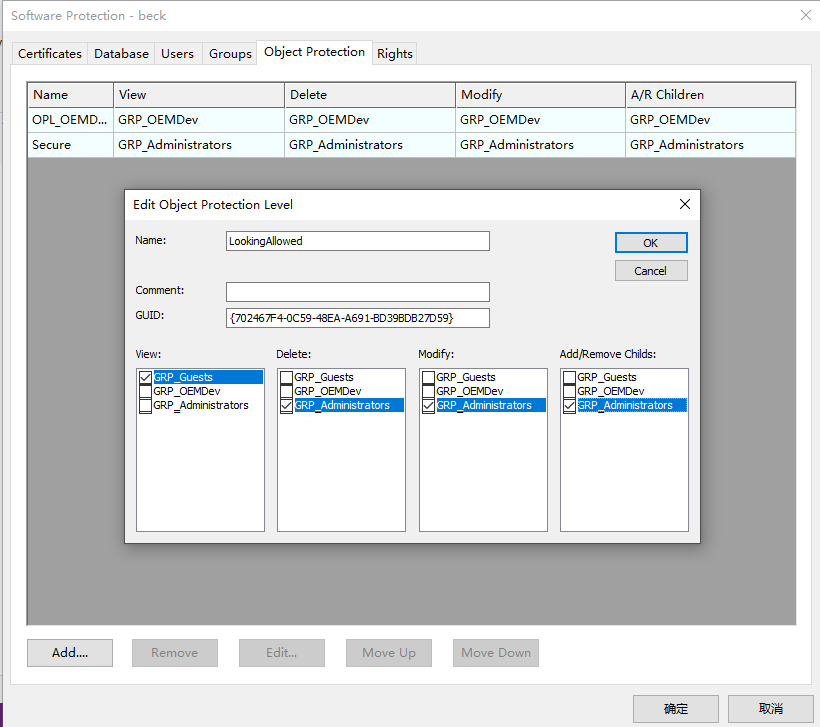 Software Protection - beck
Certificates Database Users Groups Object Protection Rights
Name View Delete Modify A/R Children
OPL_OEMD... GRP_OEMDev GRP_OEMDev GRP_OEMDev GRP_OEMDev
Secure GRP_Administrators GRP_Administrators GRP_Administrators GRP_Administrators
Edit Object Protection Level
Name: LookingAllowed OK
Cancel
Comment:
GUID: {702467F4-0C59-48EA-A691-BD39BDB27D59}
View: Delete: Modify: Add/Remove Childs:
GRP_Guests GRP_Guests GRP_Guests GRP_Guests
GRP_OEMDev GRP_OEMDev GRP_OEMDev GRP_OEMDev
GRP_Administrators GRP_Administrators GRP_Administrators GRP_Administrators
Add.... Remove Edit... Move Up Move Down
确定 取消